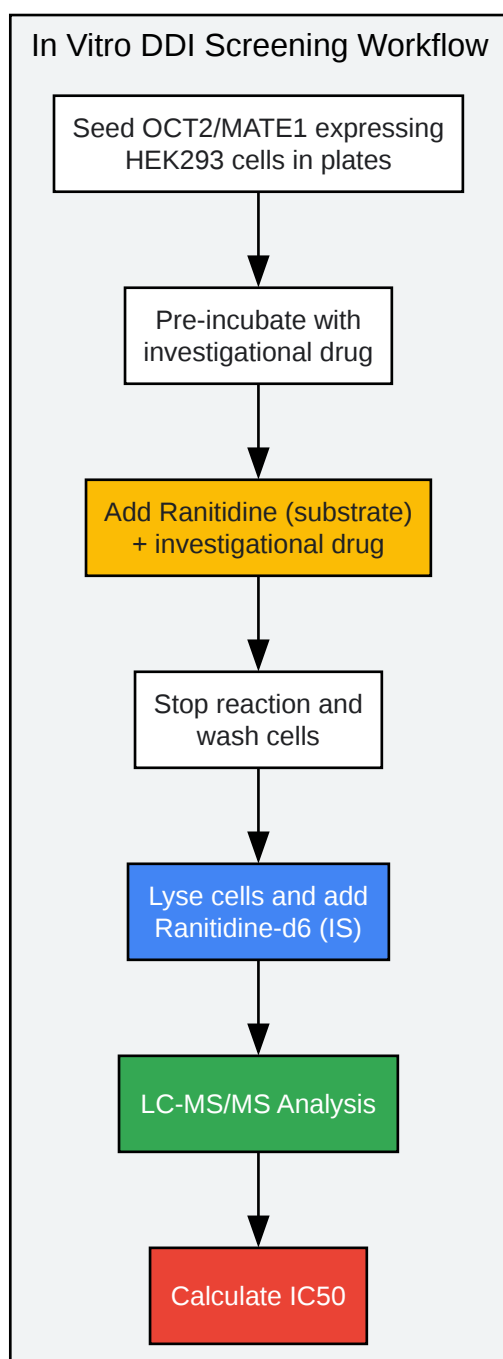 In Vitro DDI Screening Workflow
Seed OCT2/MATE1 expressing
HEK293 cells in plates
Pre-incubate with
investigational drug
Add Ranitidine (substrate)
+ investigational drug
Stop reaction and
wash cells
Lyse cells and add
Ranitidine-d6 (IS)
LC-MS/MS Analysis
Calculate IC50